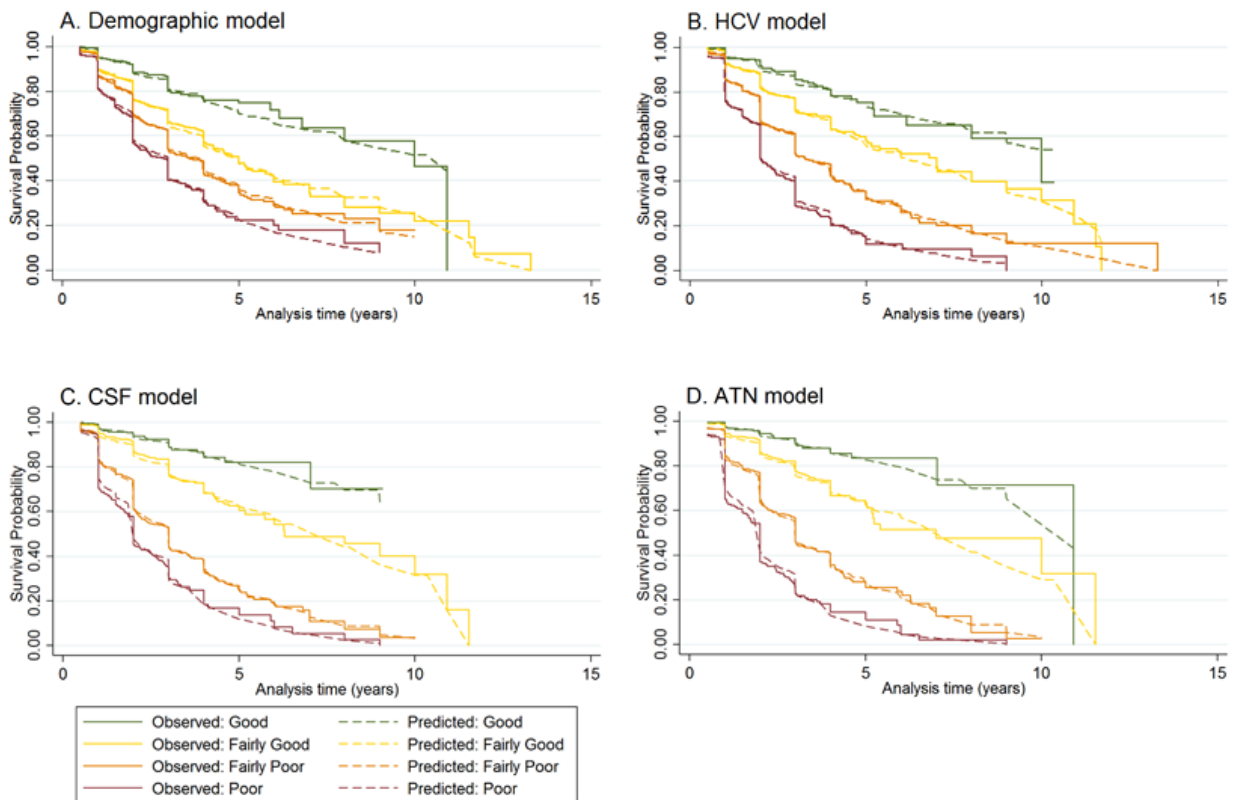 A. Demographic model
Survival Probability
1.00
0.80
0.60
0.40
0.20
0.00
0 5 10 15
Analysis time (years)
B. HCV model
Survival Probability
1.00
0.80
0.60
0.40
0.20
0.00
0 5 10 15
Analysis time (years)
C. CSF model
Survival Probability
1.00
0.80
0.60
0.40
0.20
0.00
0 5 10 15
Analysis time (years)
D. ATN model
Survival Probability
1.00
0.80
0.60
0.40
0.20
0.00
0 5 10 15
Analysis time (years)
Observed: Good Predicted: Good
Observed: Fairly Good Predicted: Fairly Good
Observed: Fairly Poor Predicted: Fairly Poor
Observed: Poor Predicted: Poor